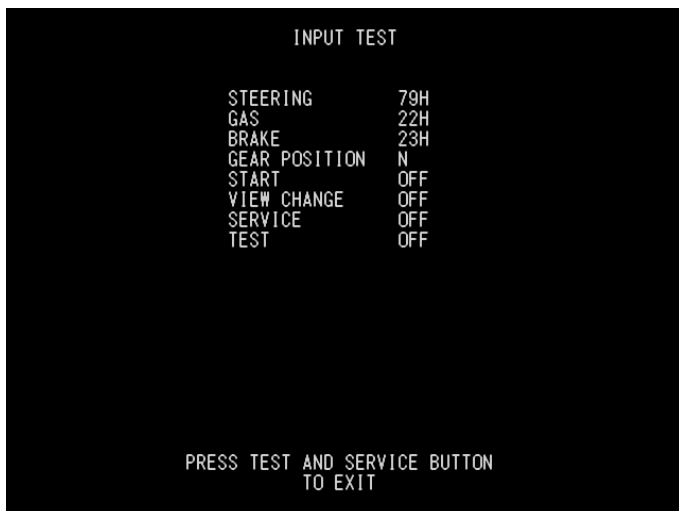 INPUT TEST
STEERING 79H
GAS 22H
BRAKE 23H
GEAR POSITION N
START OFF
VIEW CHANGE OFF
SERVICE OFF
TEST OFF
PRESS TEST AND SERVICE BUTTON
TO EXIT